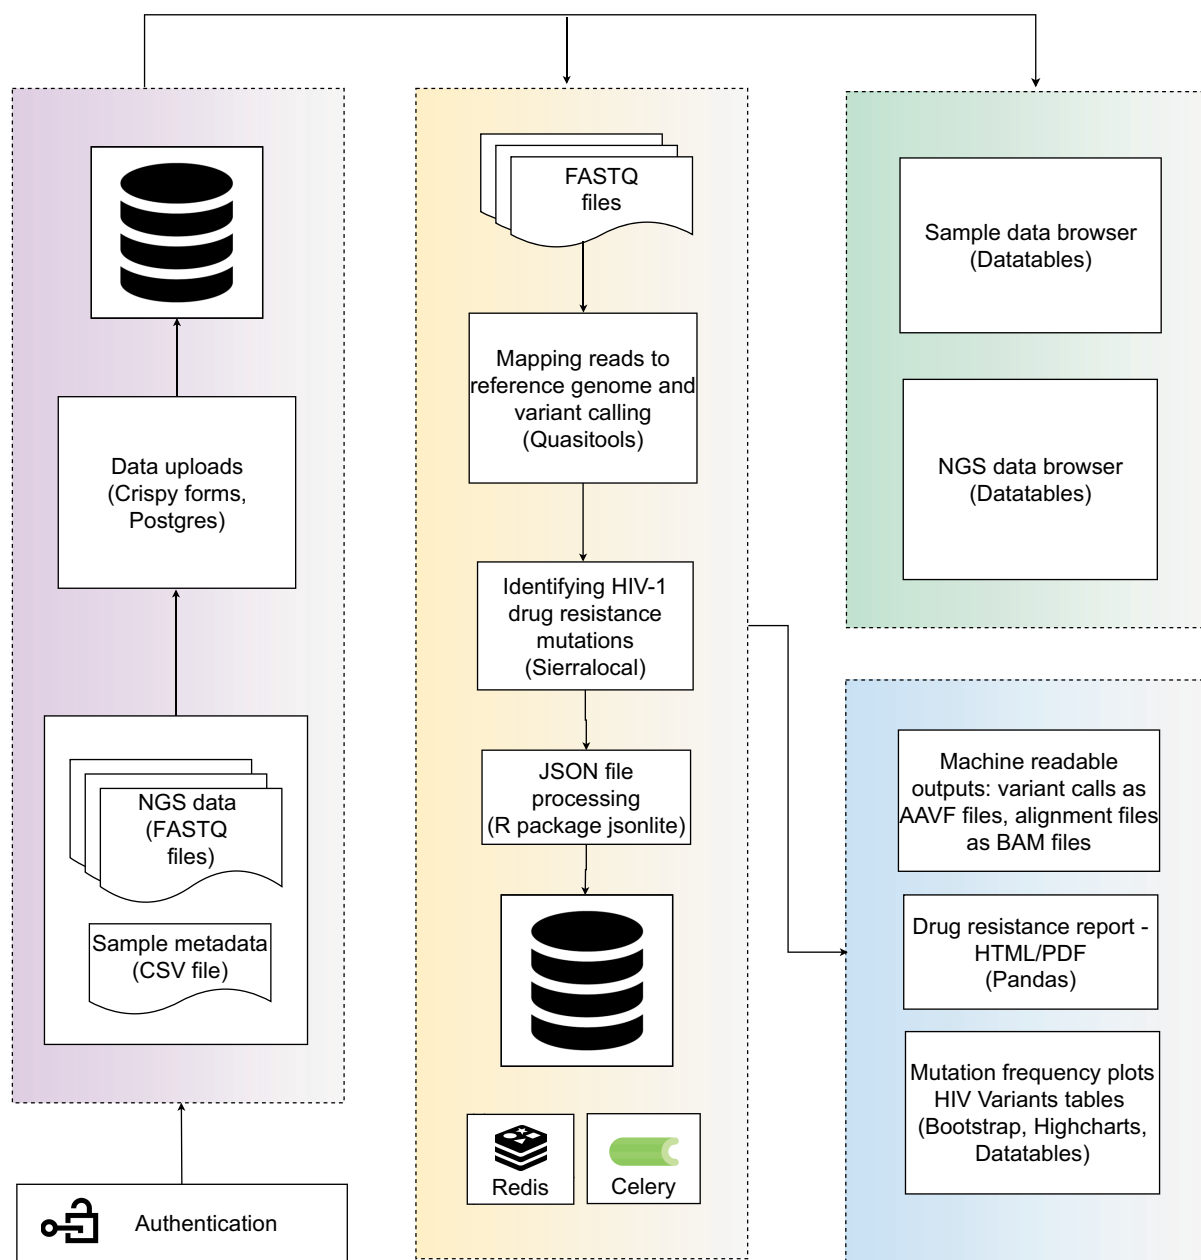 Data uploads
(Crispy forms,
Postgres)
NGS data
(FASTQ
files)
Sample metadata
(CSV file)
Authentication
FASTQ
files
Mapping reads to
reference genome and
variant calling
(Quasitools)
Identifying HIV-1
drug resistance
mutations
(Sierralocal)
JSON file
processing
(R package jsonlite)
Redis
Celery
Sample data browser
(Datatables)
NGS data browser
(Datatables)
Machine readable
outputs: variant calls as
AAVF files, alignment files
as BAM files
Drug resistance report -
HTML/PDF
(Pandas)
Mutation frequency plots
HIV Variants tables
(Bootstrap, Highcharts,
Datatables)